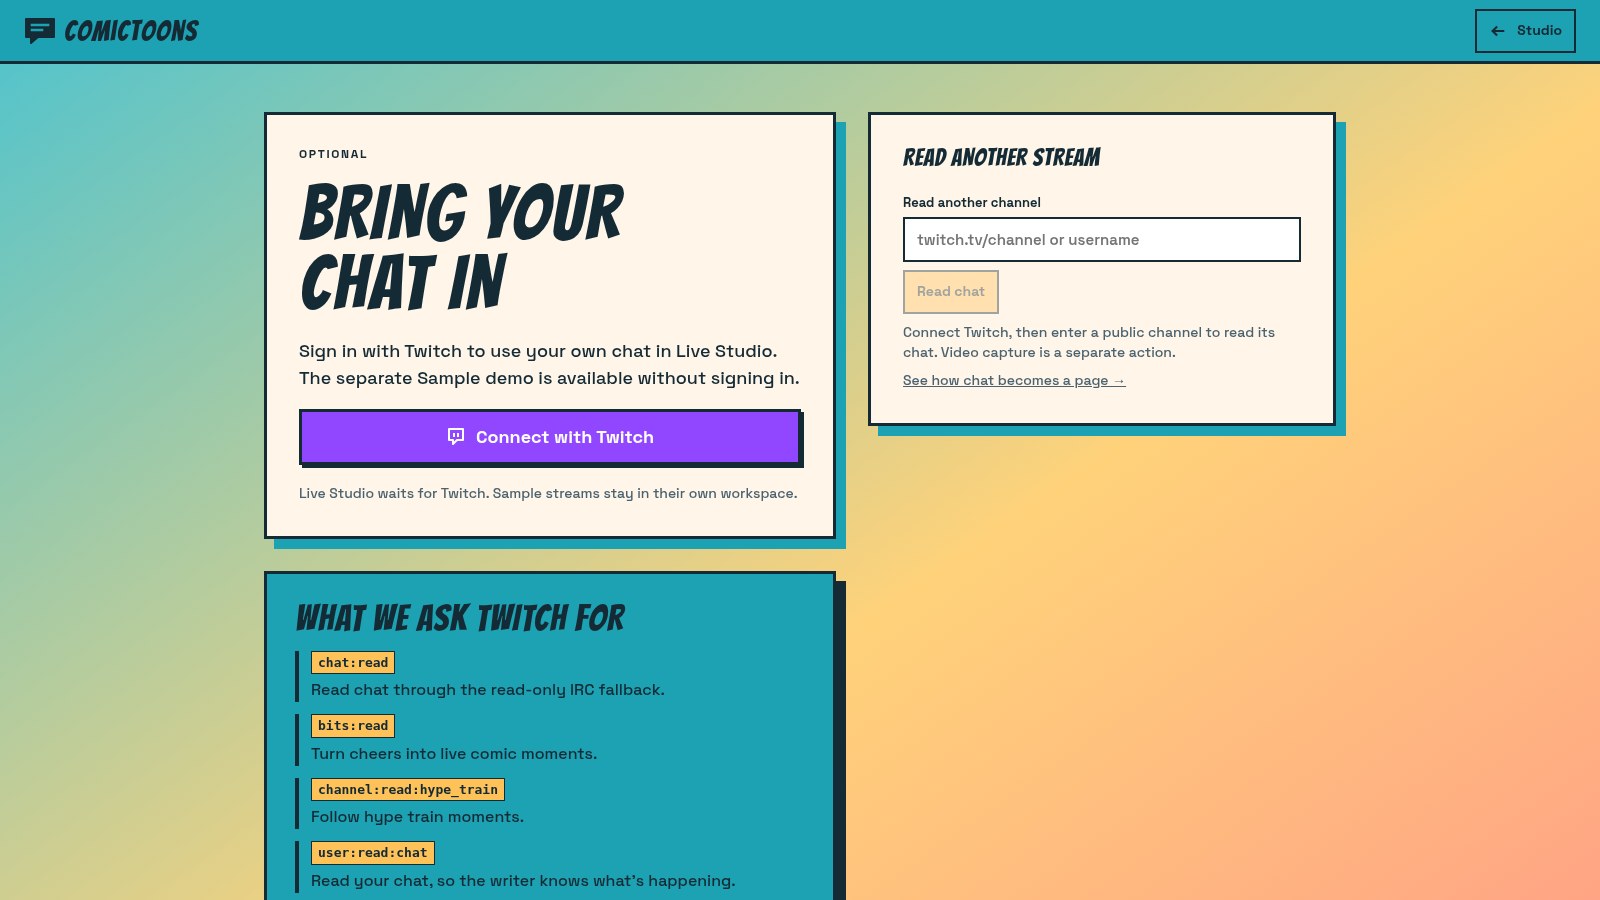 COMICTOONS
← Studio
OPTIONAL
BRING YOUR
CHAT IN
Sign in with Twitch to use your own chat in Live Studio.
The separate Sample demo is available without signing in.
Connect with Twitch
Live Studio waits for Twitch. Sample streams stay in their own workspace.
READ ANOTHER STREAM
Read another channel
twitch.tv/channel or username
Read chat
Connect Twitch, then enter a public channel to read its
chat. Video capture is a separate action.
See how chat becomes a page →
WHAT WE ASK TWITCH FOR
chat:read
Read chat through the read-only IRC fallback.
bits:read
Turn cheers into live comic moments.
channel:read:hype_train
Follow hype train moments.
user:read:chat
Read your chat, so the writer knows what's happening.